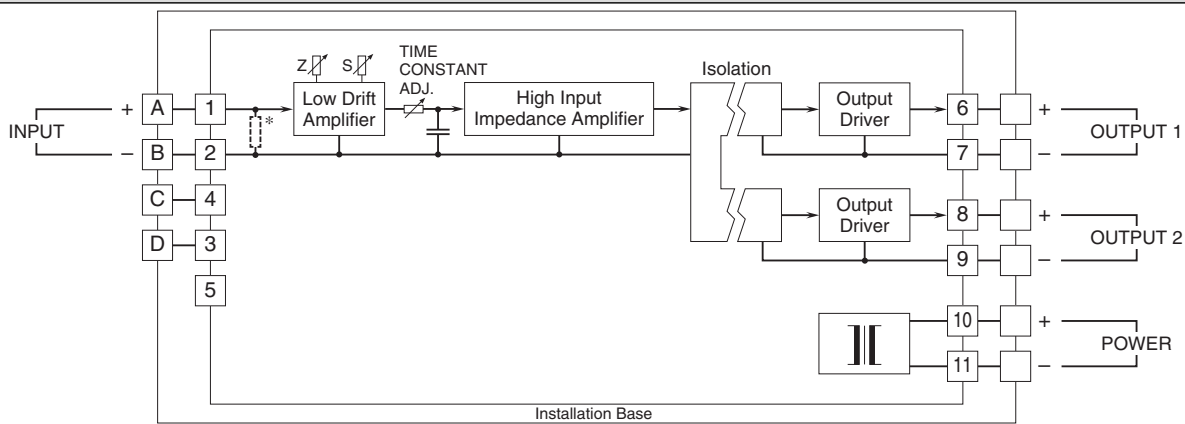 Z S TIME
CONSTANT
ADJ.
Isolation
+ A 1 * Low Drift
Amplifier
High Input
Impedance Amplifier
Output
Driver
6 +
INPUT
OUTPUT 1
− B 2
7 −
C 4
Output
Driver
8 +
OUTPUT 2
D 3
9 −
5
10 +
POWER
11 −
Installation Base